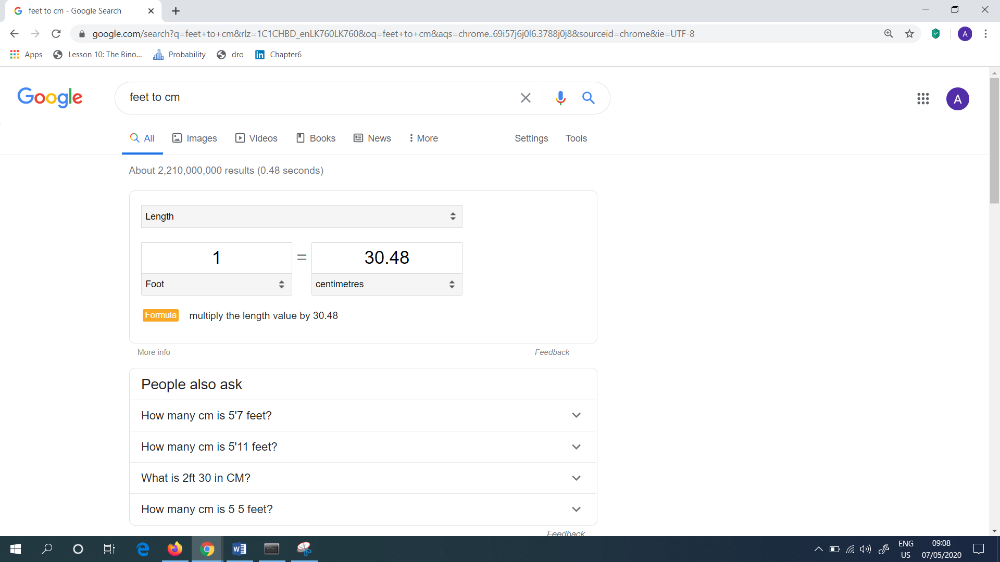 feet to cm - Google Search
google.com/search?q=feet+to+cm&rlz=1C1CHBD_enLK760LK760&oq=feet+to+cm&aqs=chrome..69i57j6j0l6.3788j0j8&sourceid=chrome&ie=UTF-8
A
Apps
Lesson 10: The Bino...
Probability
dro
in
Chapter6
Google
feet to cm
A
All
Images
Videos
Books
News
More
Settings
Tools
About 2,210,000,000 results (0.48 seconds)
Length
1 = 30.48
Foot
centimetres
Formula multiply the length value by 30.48
More info
Feedback
People also ask
How many cm is 5'7 feet?
How many cm is 5'11 feet?
What is 2ft 30 in CM?
How many cm is 5 5 feet?
Feedback
ENG
US
09:08
07/05/2020